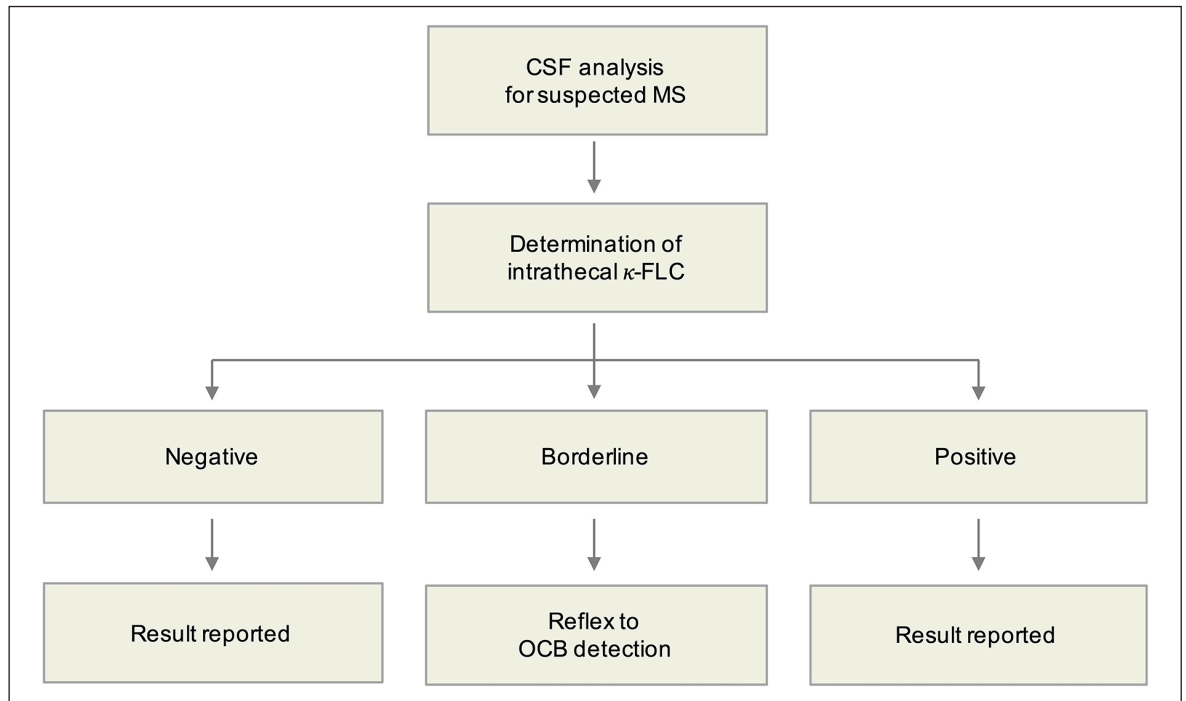 CSF analysis
for suspected MS
Determination of
intrathecal κ-FLC
Negative
Borderline
Positive
Result reported
Reflex to
OCB detection
Result reported